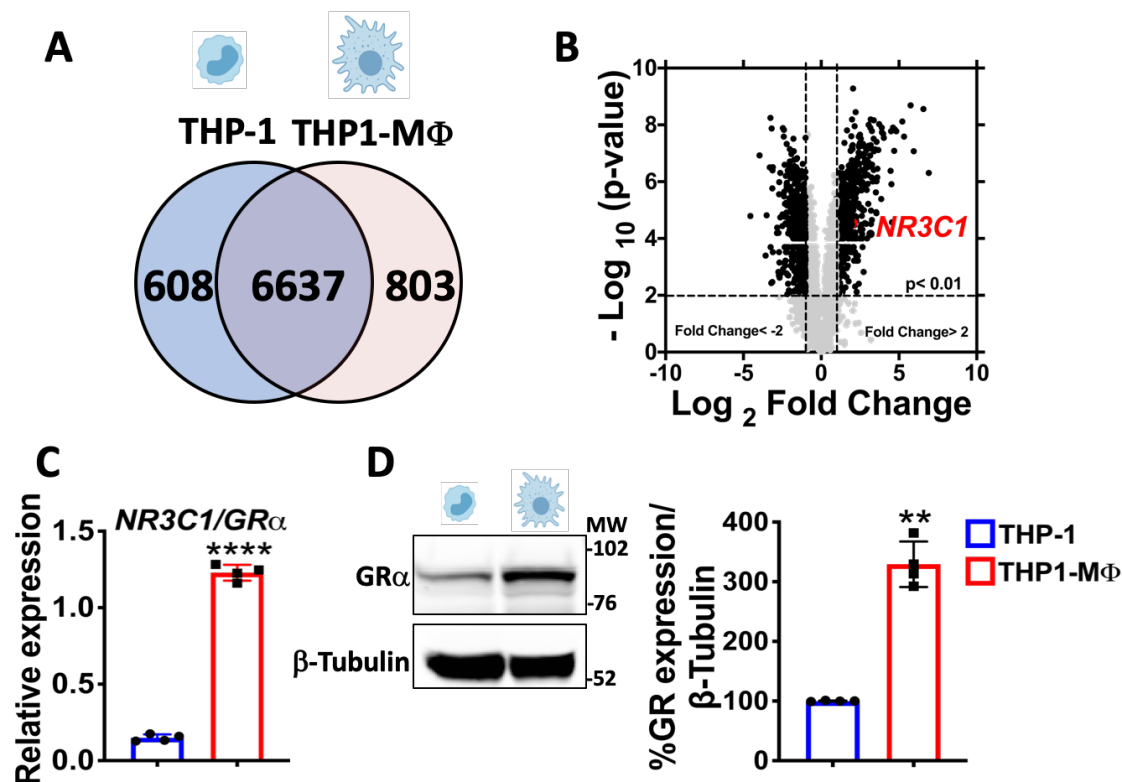 A
THP-1 THP1-MΦ
608 6637 803
B
- Log 10 (p-value)
10
8
6
4
2
0
NR3C1
p< 0.01
Fold Change< -2
Fold Change> 2
-10 -5 0 5 10
Log 2 Fold Change
C
Relative expression
NR3C1/GRα
****
1.5
1.0
0.5
0.0
D
MW
GRα
-102
-76
β-Tubulin
-52
%GR expression/
β-Tubulin
400
300
200
100
0
**
THP-1
THP1-MΦ